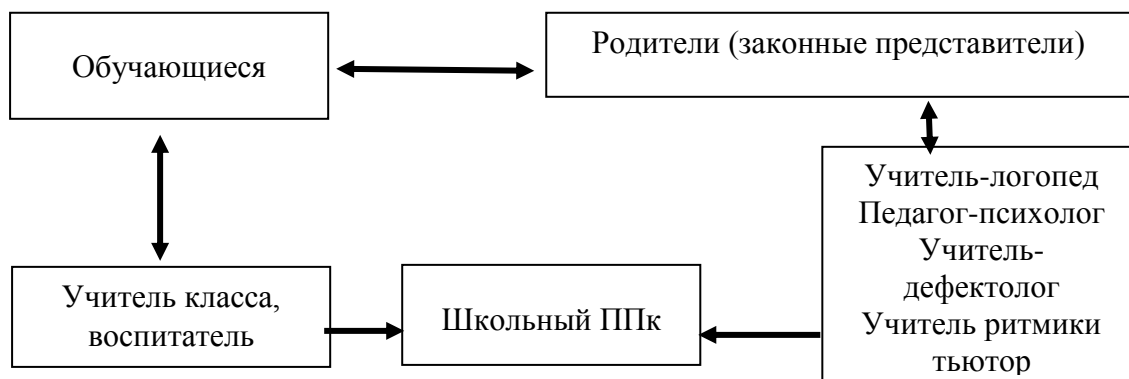 Обучающиеся
Родители (законные представители)
Учитель-логопед
Педагог-психолог
Учитель-
дефектолог
Учитель ритмики
тьютор
Учитель класса,
воспитатель
Школьный ППк